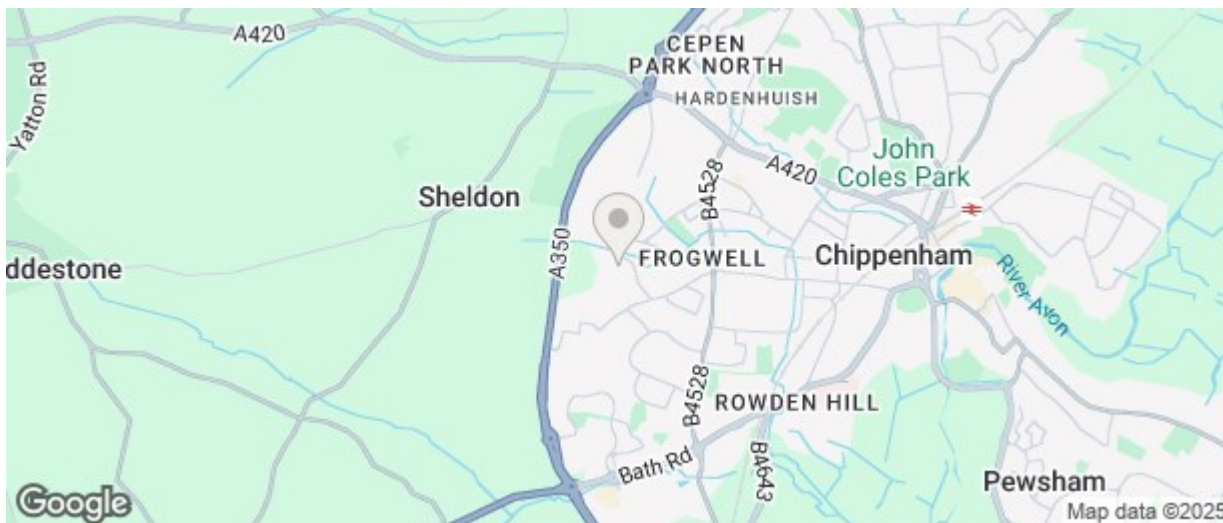 A420
Yatton Rd
CEPEN
PARK NORTH
HARDENHUISH
A420
B4528
John
Coles Park
Sheldon
A350
FROGWELL
Chippenham
ddestone
River Avon
B4528
ROWDEN HILL
Bath Rd
B4643
Pewsham
Google
Map data ©2025